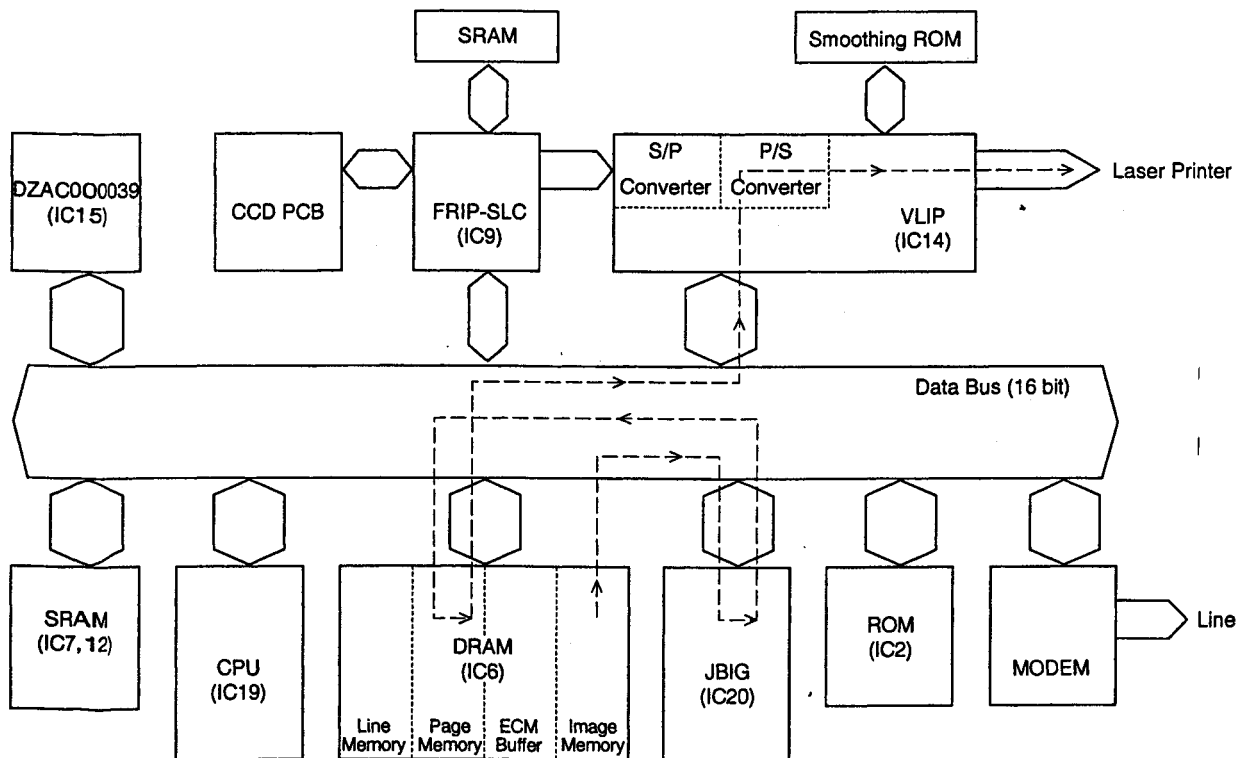 SRAM
Smoothing ROM
DZAC000039
(IC15)
CCD PCB
FRIP-SLC
(IC9)
S/P
Converter
P/S
Converter
VLIP
(IC14)
Laser Printer
Data Bus (16 bit)
SRAM
(IC7, 12)
CPU
(IC19)
DRAM
(IC6)
Line
Memory
Page
Memory
ECM
Buffer
Image
Memory
JBIG
(IC20)
ROM
(IC2)
MODEM
Line